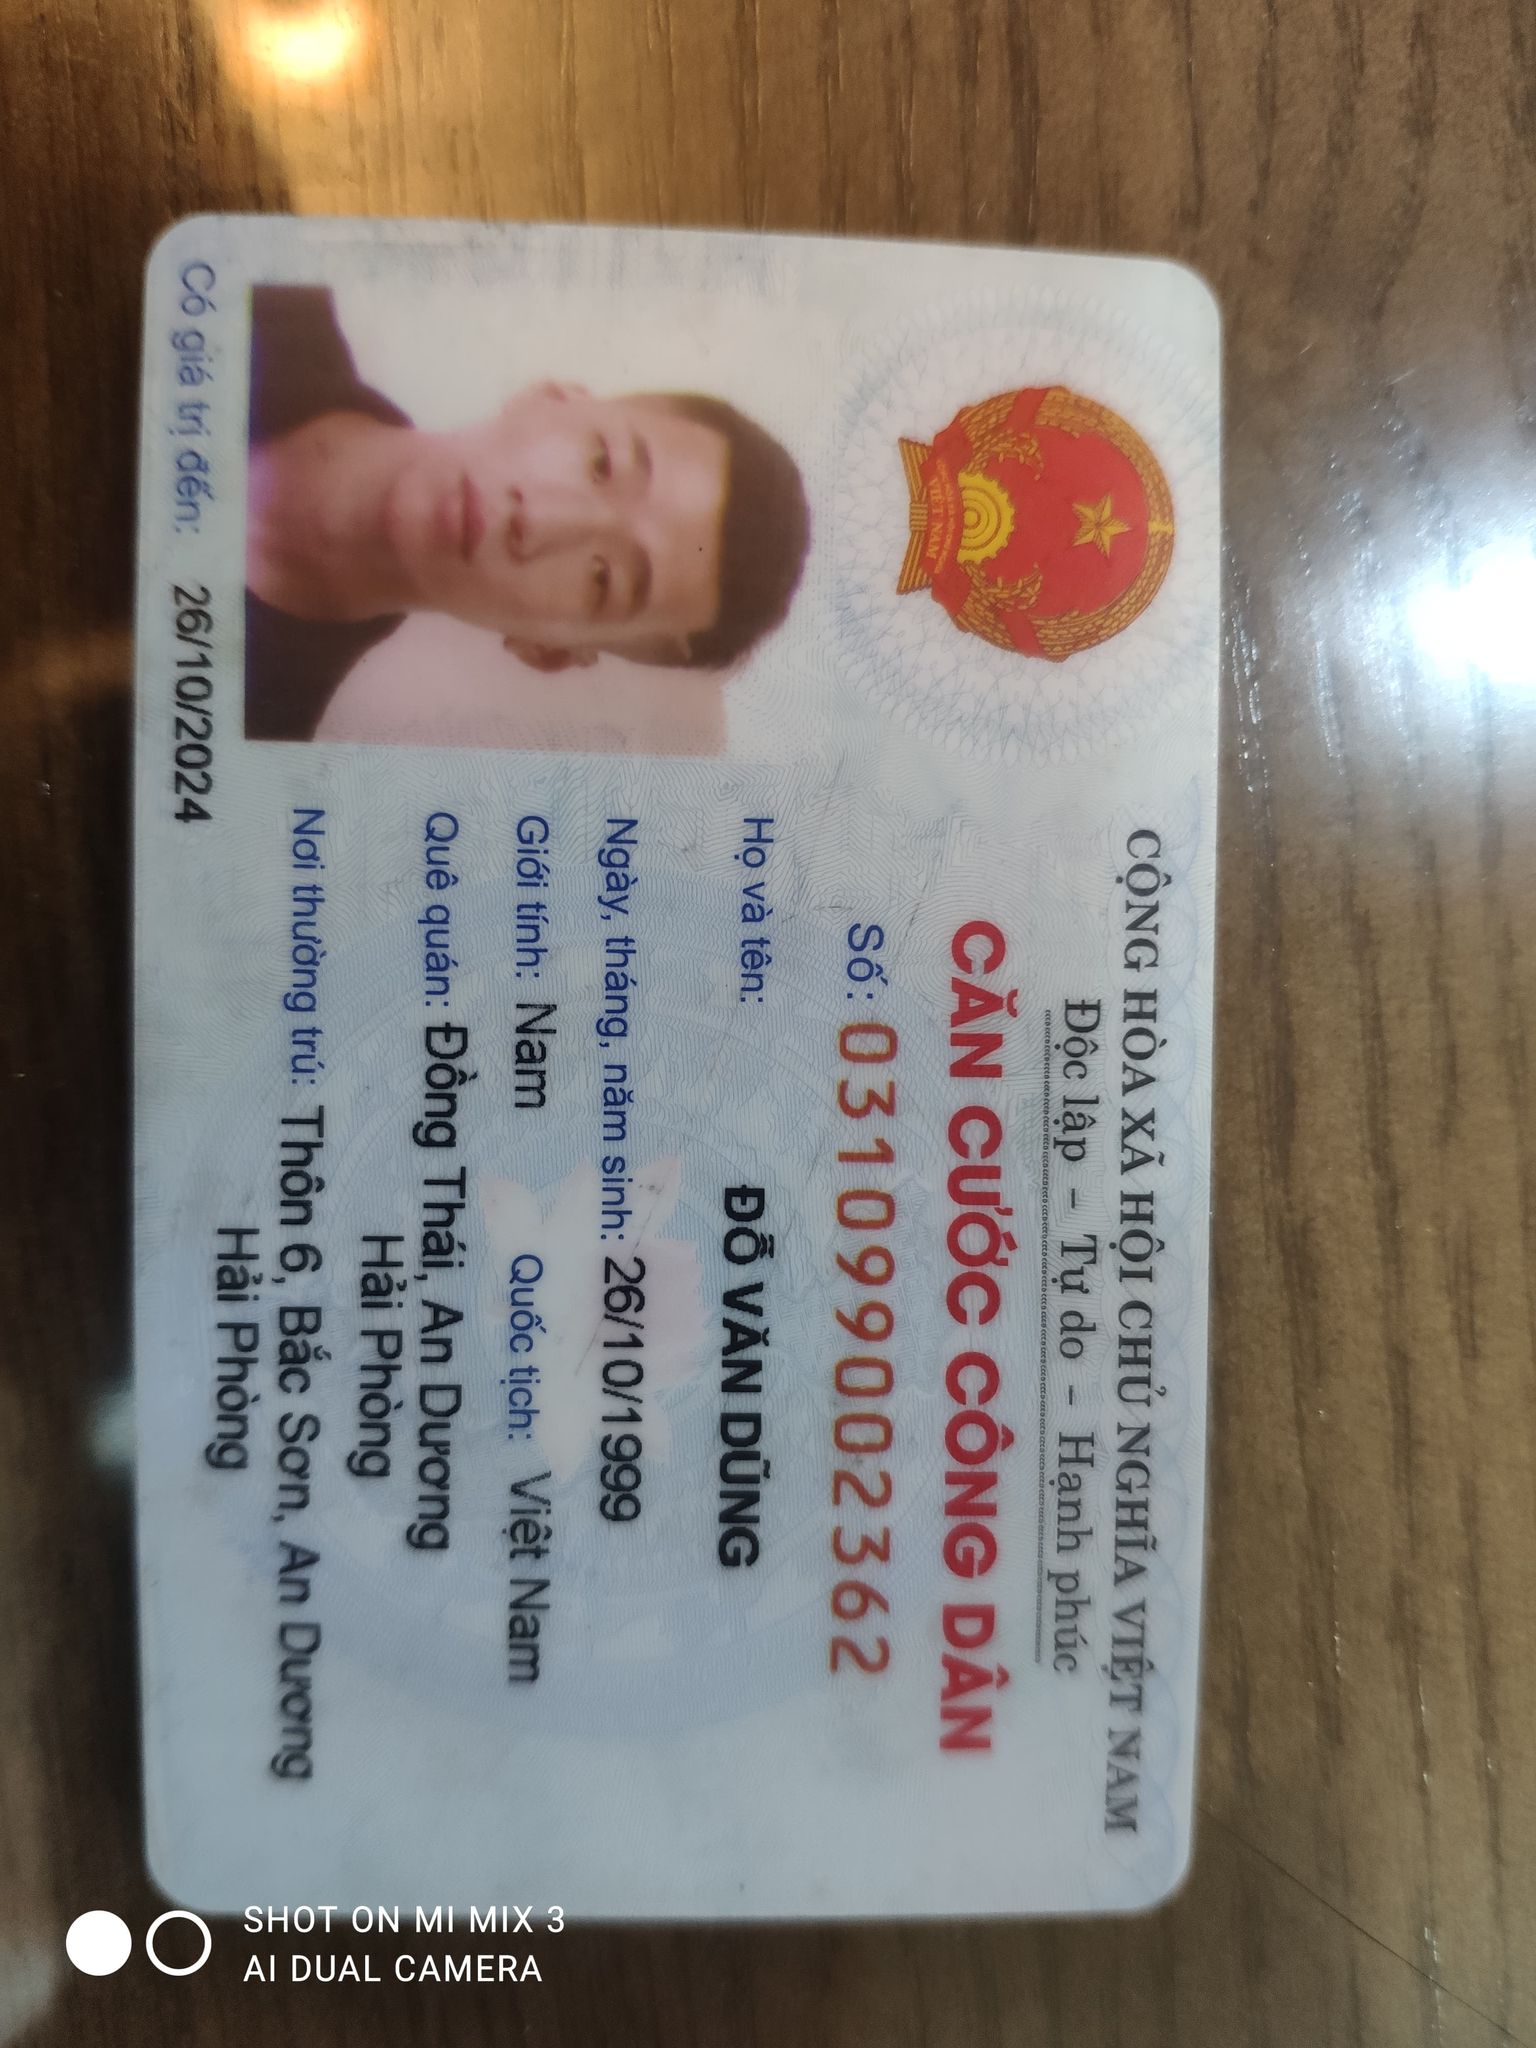 CỘNG HÒA XÃ HỘI CHỦ NGHĨA VIỆT NAM
Độc lập – Tự do – Hạnh phúc
CĂN CƯỚC CÔNG DÂN
Số: 031099002362
Họ và tên:
ĐỖ VĂN DŨNG
Ngày, tháng, năm sinh: 26/10/1999
Giới tính: Nam Quốc tịch: Việt Nam
Quê quán: Đồng Thái, An Dương
Hải Phòng
Nơi thường trú: Thôn 6, Bắc Sơn, An Dương
Hải Phòng
Có giá trị đến: 26/10/2024
VIỆT NAM
SHOT ON MI MIX 3
AI DUAL CAMERA